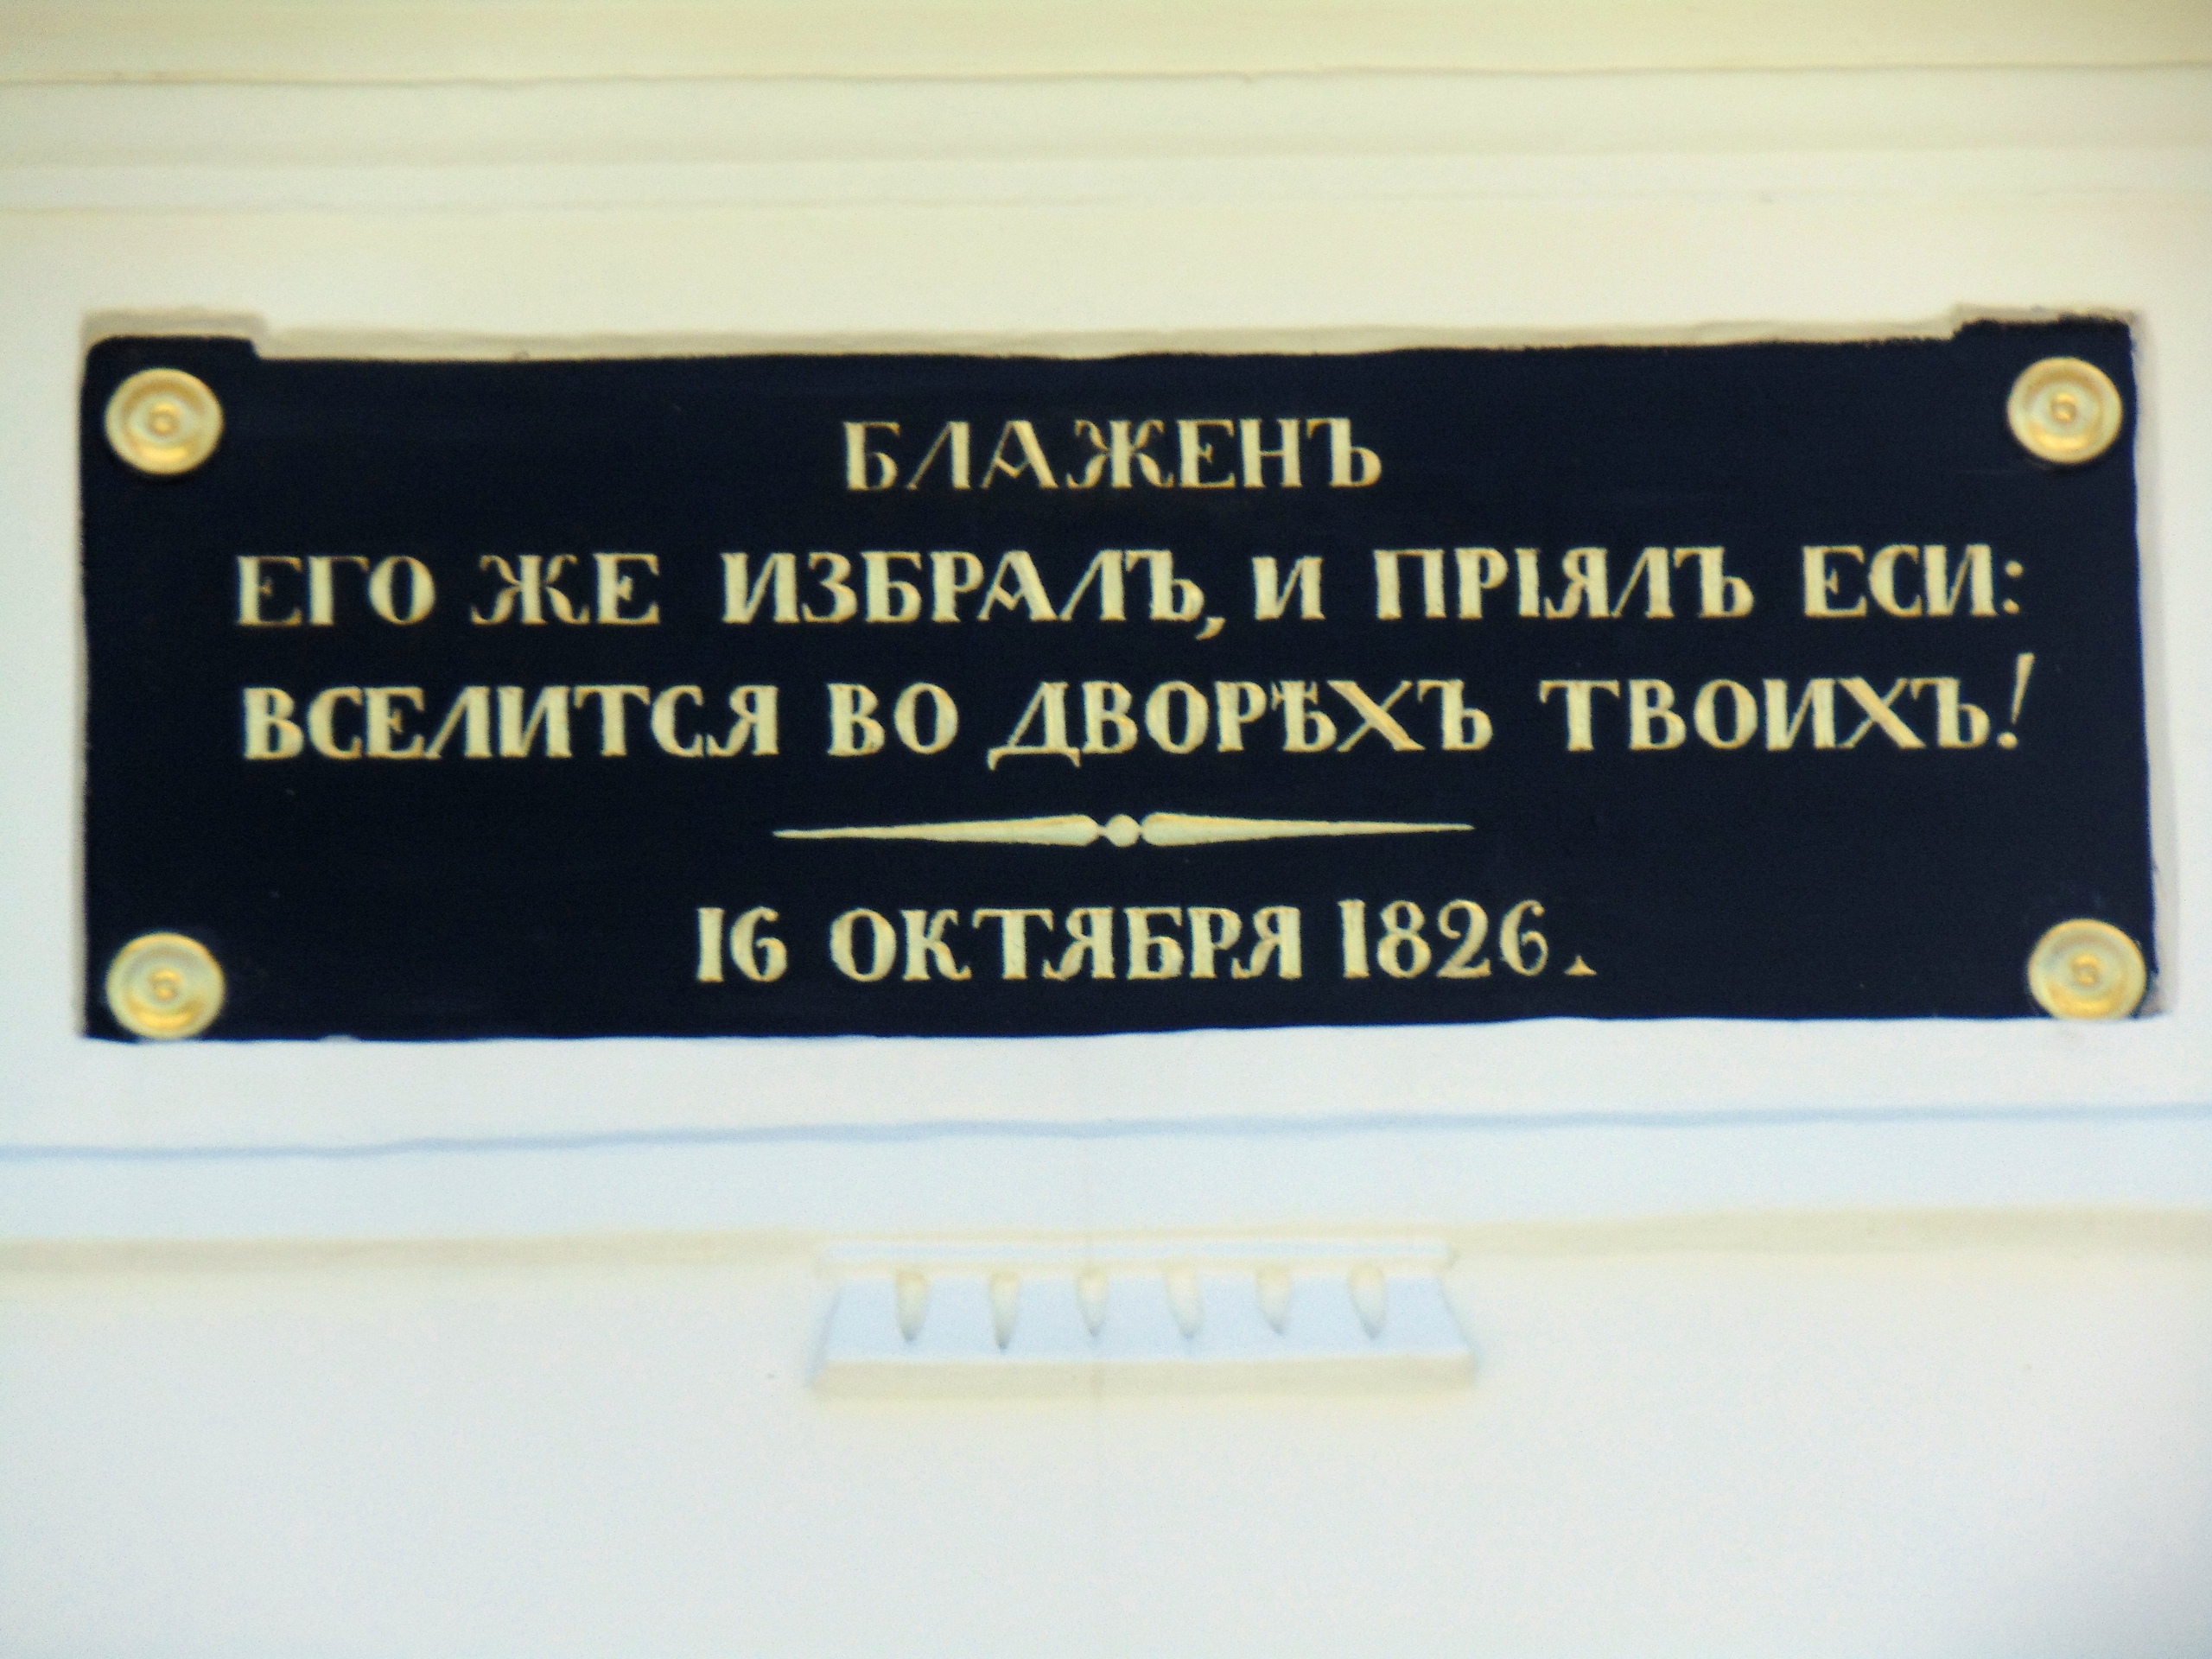 БЛАЖЕНЪ
ЕГО ЖЕ ИЗБРАЛЪ, И ПРІЯЛЪ ЕСИ:
ВСЕЛИТСЯ ВО ДВОРѢХЪ ТВОИХЪ!
16 ОКТЯБРЯ 1826.